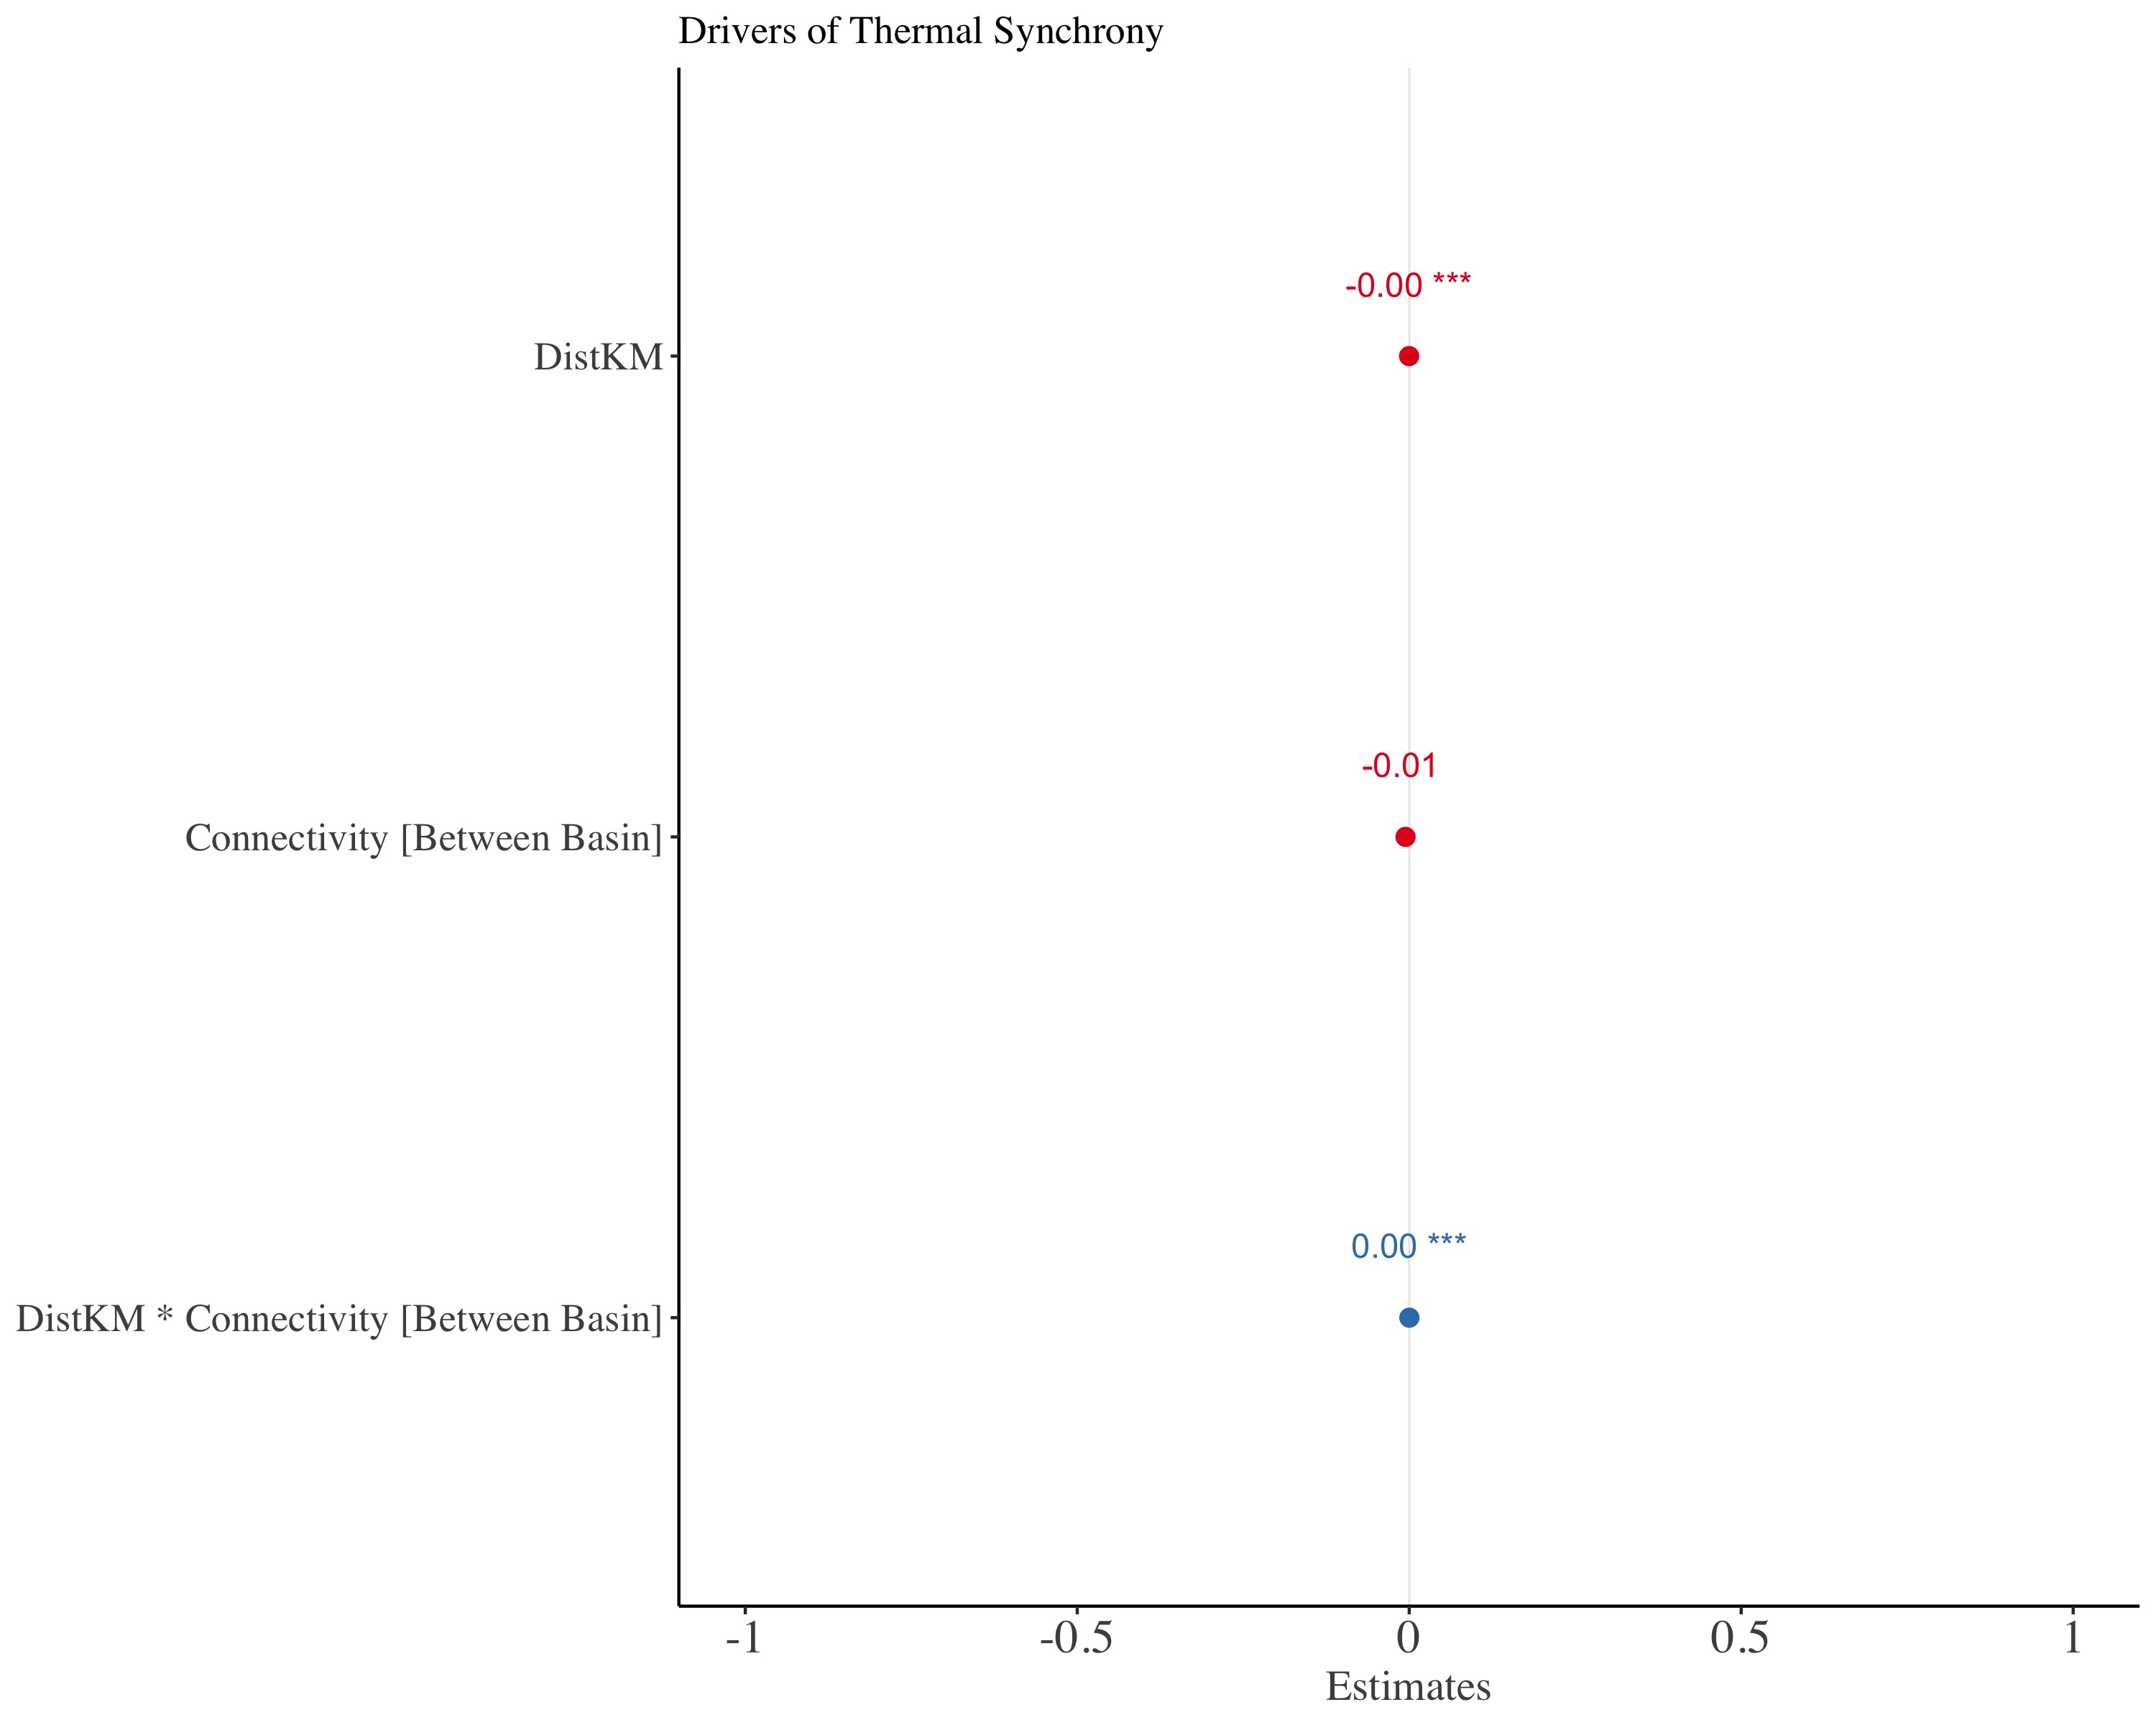 Drivers of Thermal Synchrony
-0.00 ***
DistKM
-0.01
Connectivity [Between Basin]
0.00 ***
DistKM * Connectivity [Between Basin]
-1 -0.5 0 0.5 1
Estimates